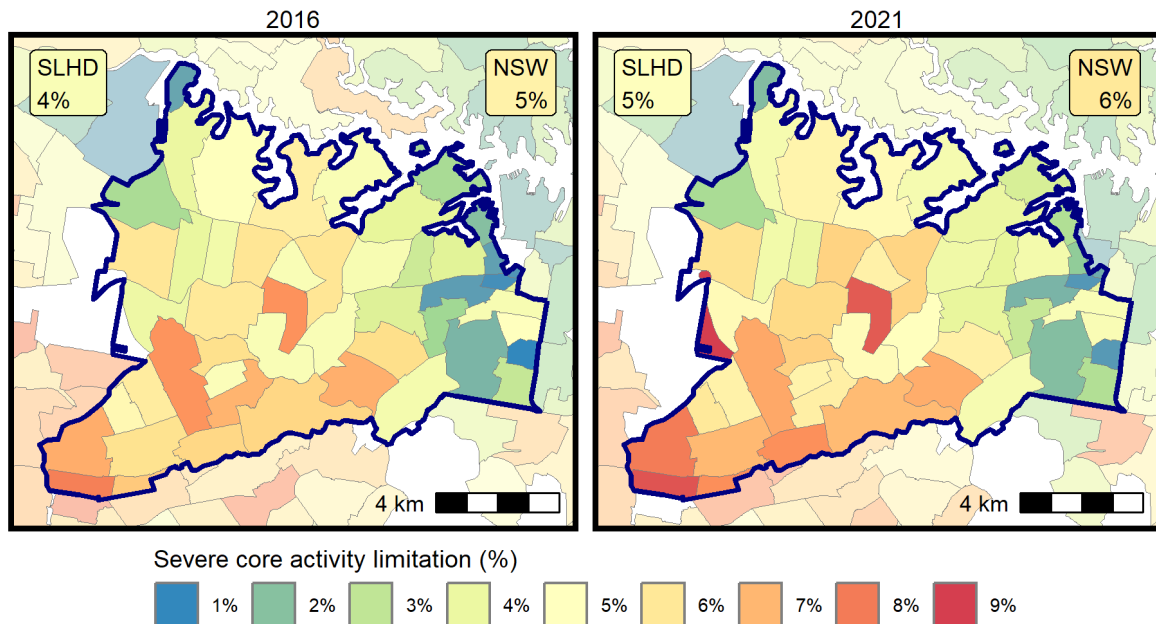 2016
2021
SLHD
4%
NSW
5%
SLHD
5%
NSW
6%
4 km
4 km
Severe core activity limitation (%)
1% 2% 3% 4% 5% 6% 7% 8% 9%